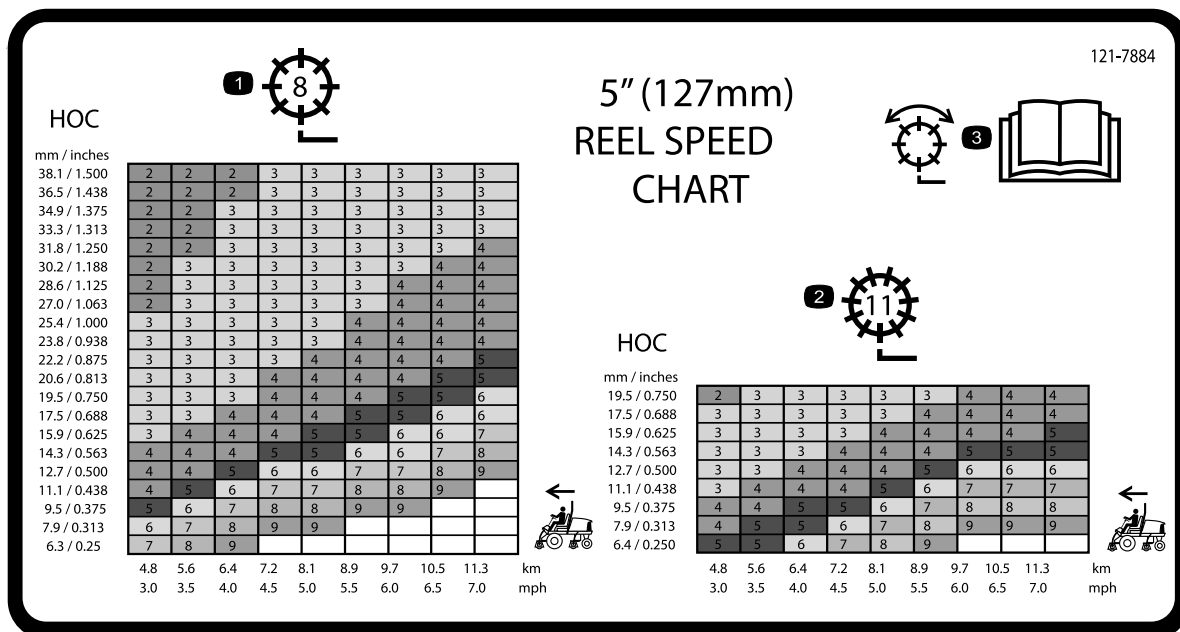 121-7884
1
8
5” (127mm)
REEL SPEED
CHART
3
HOC
mm / inches
38.1 / 1.500 2 2 2 3 3 3 3 3 3
36.5 / 1.438 2 2 2 3 3 3 3 3 3
34.9 / 1.375 2 2 3 3 3 3 3 3 3
33.3 / 1.313 2 2 3 3 3 3 3 3 3
31.8 / 1.250 2 2 3 3 3 3 3 3 4
30.2 / 1.188 2 3 3 3 3 3 3 4 4
28.6 / 1.125 2 3 3 3 3 3 4 4 4
27.0 / 1.063 2 3 3 3 3 3 4 4 4
25.4 / 1.000 3 3 3 3 3 4 4 4 4
23.8 / 0.938 3 3 3 3 3 4 4 4 4
22.2 / 0.875 3 3 3 3 4 4 4 4 5
20.6 / 0.813 3 3 3 4 4 4 4 5 5
19.5 / 0.750 3 3 3 4 4 4 5 5 6
17.5 / 0.688 3 3 4 4 4 5 5 6 6
15.9 / 0.625 3 4 4 4 5 5 6 6 7
14.3 / 0.563 4 4 4 5 5 6 6 7 8
12.7 / 0.500 4 4 5 6 6 7 7 8 9
11.1 / 0.438 4 5 6 7 7 8 8 9
9.5 / 0.375 5 6 7 8 8 9 9
7.9 / 0.313 6 7 8 9 9
6.3 / 0.25 7 8 9
4.8 5.6 6.4 7.2 8.1 8.9 9.7 10.5 11.3 km
3.0 3.5 4.0 4.5 5.0 5.5 6.0 6.5 7.0 mph
2
11
HOC
mm / inches
19.5 / 0.750 2 3 3 3 3 3 4 4 4
17.5 / 0.688 3 3 3 3 3 4 4 4 4
15.9 / 0.625 3 3 3 3 4 4 4 4 5
14.3 / 0.563 3 3 3 4 4 4 5 5 5
12.7 / 0.500 3 3 4 4 4 5 6 6 6
11.1 / 0.438 3 4 4 4 5 6 7 7 7
9.5 / 0.375 4 4 5 5 6 7 8 8 8
7.9 / 0.313 4 5 5 6 7 8 9 9 9
6.4 / 0.250 5 5 6 7 8 9
4.8 5.6 6.4 7.2 8.1 8.9 9.7 10.5 11.3 km
3.0 3.5 4.0 4.5 5.0 5.5 6.0 6.5 7.0 mph